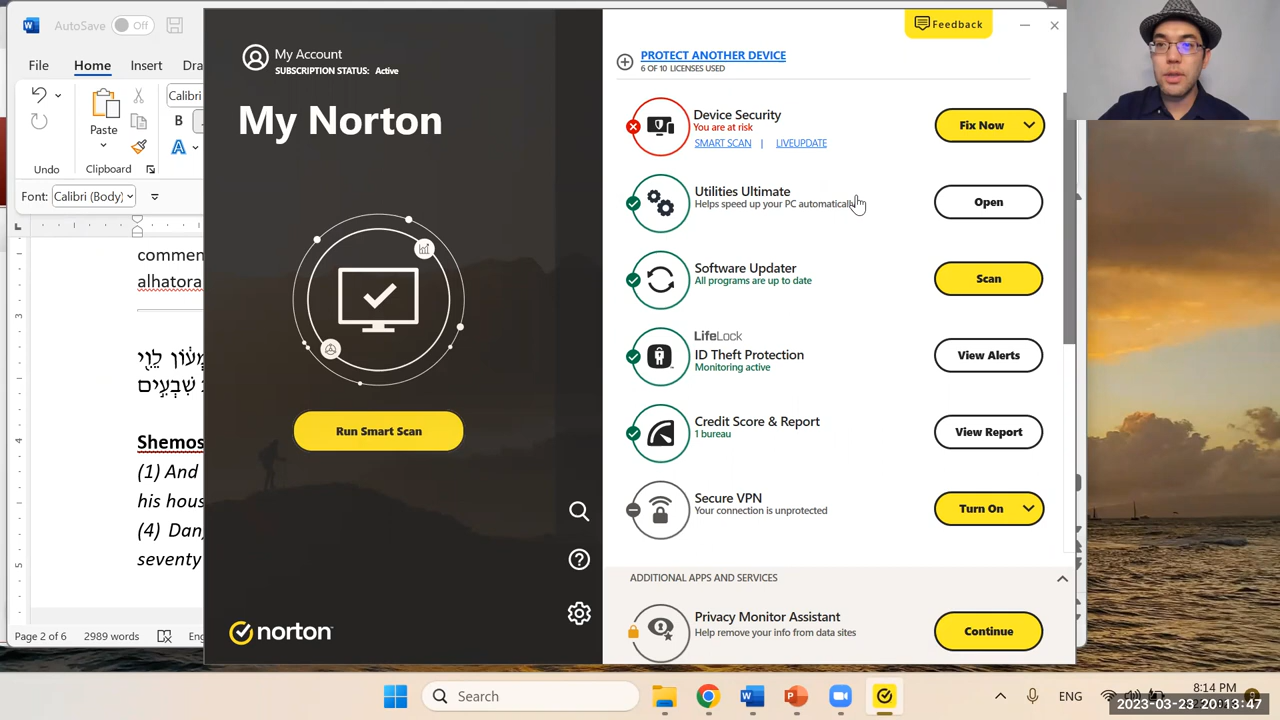 AutoSave
Off
File
Home
Insert
Draw
Paste
Calibri
B
A
Undo
Clipboard
Font:
Calibri (Body)
commen
alhatora
Shemos
(1) And
his hous
(4) Dan,
seventy
3
4
5
Page 2 of 6
2989 words
My Account
SUBSCRIPTION STATUS: Active
My Norton
Run Smart Scan
norton
Feedback
PROTECT ANOTHER DEVICE
6 OF 10 LICENSES USED
Device Security
You are at risk
SMART SCAN | LIVEUPDATE
Fix Now
Utilities Ultimate
Helps speed up your PC automatically
Open
Software Updater
All programs are up to date
Scan
LifeLock
ID Theft Protection
Monitoring active
View Alerts
Credit Score & Report
1 bureau
View Report
Secure VPN
Your connection is unprotected
Turn On
ADDITIONAL APPS AND SERVICES
Privacy Monitor Assistant
Help remove your info from data sites
Continue
Search
ENG
8:14 PM
2023-03-23 20:13:47